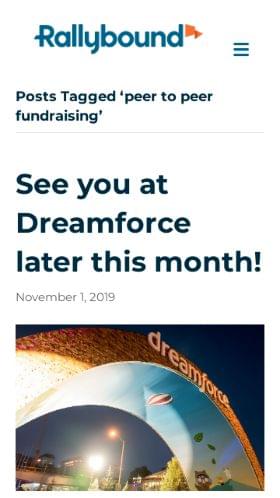 Rallybound
Posts Tagged ‘peer to peer
fundraising’
See you at
Dreamforce
later this month!
November 1, 2019
dreamforce